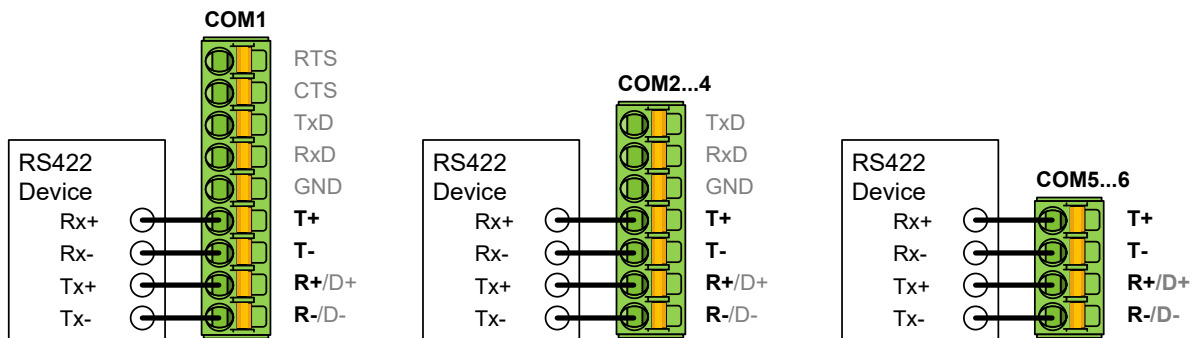 COM1
RTS
CTS
TxD
RxD
GND
T+
T-
R+/D+
R-/D-
RS422
Device
Rx+
Rx-
Tx+
Tx-
COM2...4
TxD
RxD
GND
T+
T-
R+/D+
R-/D-
RS422
Device
Rx+
Rx-
Tx+
Tx-
COM5...6
T+
T-
R+/D+
R-/D-
RS422
Device
Rx+
Rx-
Tx+
Tx-